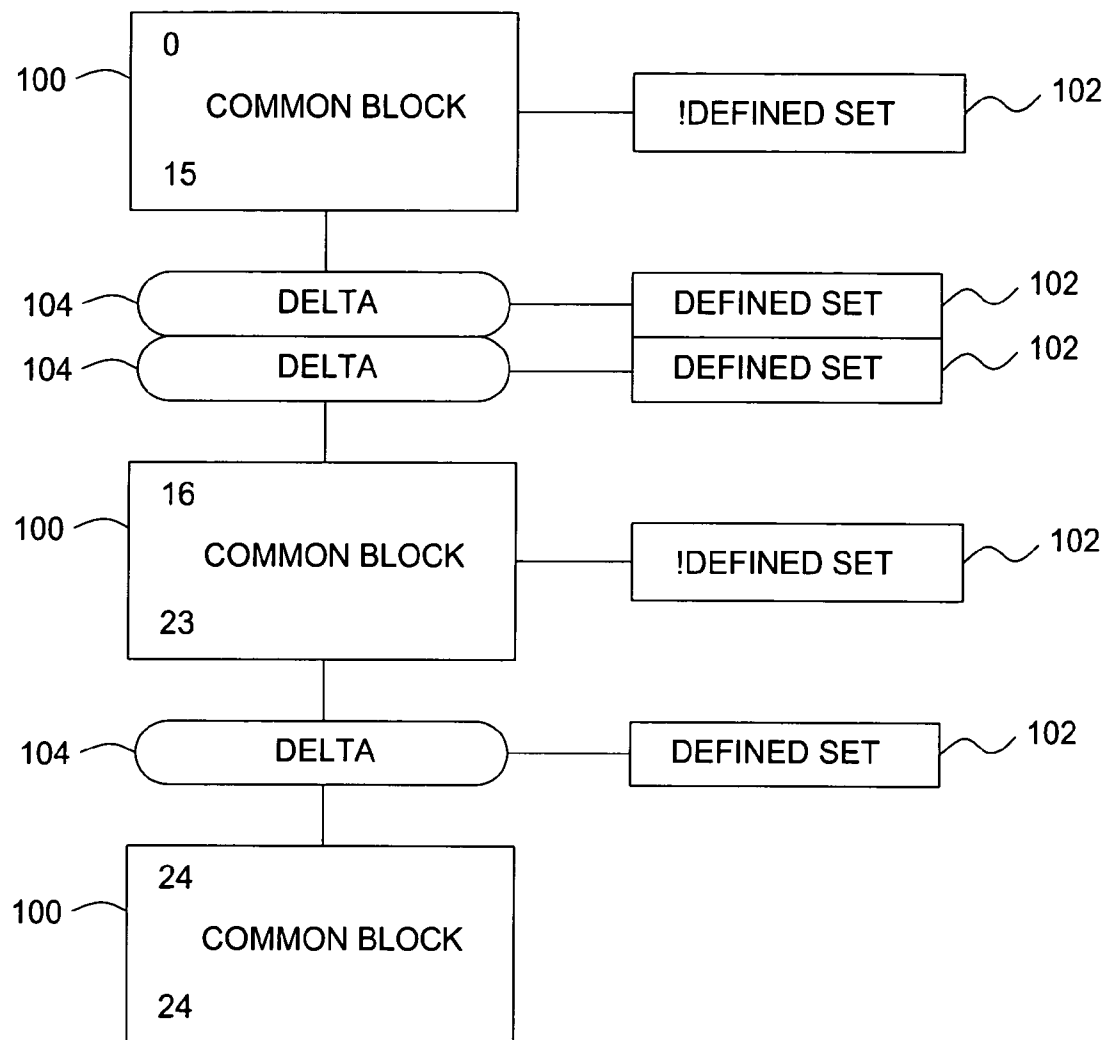 0
100
COMMON BLOCK
!DEFINED SET
102
15
104
DELTA
DEFINED SET
102
104
DELTA
DEFINED SET
102
16
100
COMMON BLOCK
!DEFINED SET
102
23
104
DELTA
DEFINED SET
102
24
100
COMMON BLOCK
24